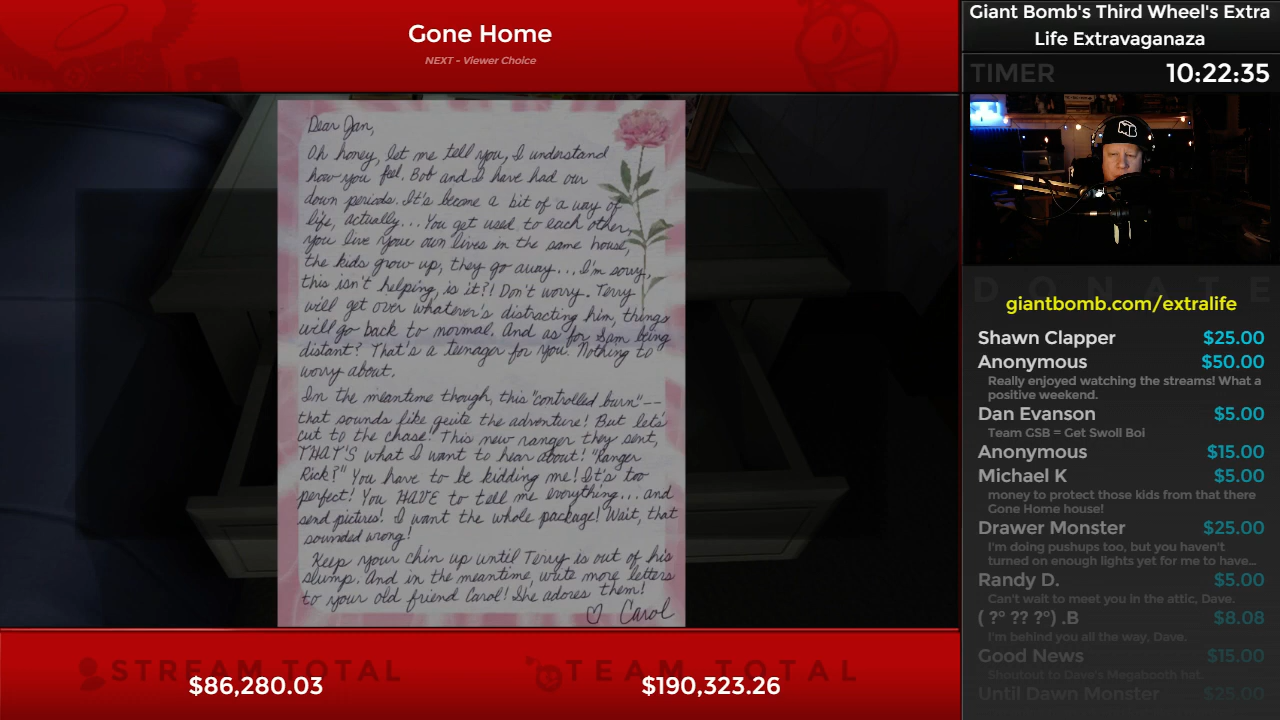 Gone Home
NEXT - Viewer Choice
Giant Bomb's Third Wheel's Extra
Life Extravaganaza
TIMER
10:22:35
Dear Jan,
Oh honey, let me tell you, I understand
how you feel. Bob and I have had our
down periods. It's become a bit of a way of
life, actually... You get used to each other,
you live your own lives in the same house,
the kids grow up, they go away... I'm sorry,
this isn't helping, is it?! Don't worry. Terry
will get over whatever's distracting him, things
will go back to normal. And as for Sam being
distant? That's a teenager for you. Nothing to
worry about.
In the meantime though, this "controlled burn"--
that sounds like quite the adventure! But let's
cut to the chase! This new ranger they sent,
THAT'S what I want to hear about! "Ranger
Rick?" You have to be kidding me! It's too
perfect! You HAVE to tell me everything... and
send pictures! I want the whole package! Wait, that
sounded wrong!
Keep your chin up until Terry is out of his
slump. And in the meantime, write more letters
to your old friend Carol! She adores them!
♡ Carol
DONATE
giantbomb.com/extralife
Shawn Clapper $25.00
Anonymous $50.00
Really enjoyed watching the streams! What a
positive weekend.
Dan Evanson $5.00
Team GSB = Get Swoll Boi
Anonymous $15.00
Michael K $5.00
money to protect those kids from that there
Gone Home house!
Drawer Monster $25.00
I'm doing pushups too, but you haven't
turned on enough lights yet for me to have...
Randy D. $5.00
Can't wait to meet you in the attic, Dave.
( ?° ?? ?°) .B $8.08
I'm behind you all the way, Dave.
Good News $15.00
Shoutout to Dave's Megabooth hat.
Until Dawn Monster $25.00
STREAM TOTAL
$86,280.03
TEAM TOTAL
$190,323.26